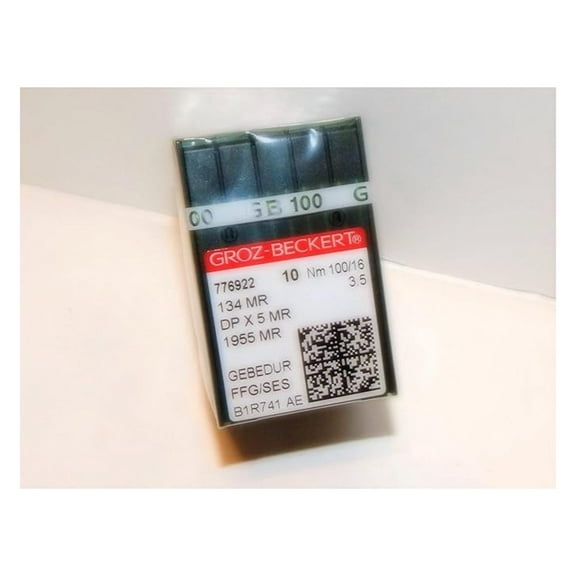 00 GB 100 G
GROZ-BECKERT®
776922 10 Nm 100/16
134 MR 3.5
DP X 5 MR
1955 MR
GEBEDUR
FFG/SES
B1R741 AE